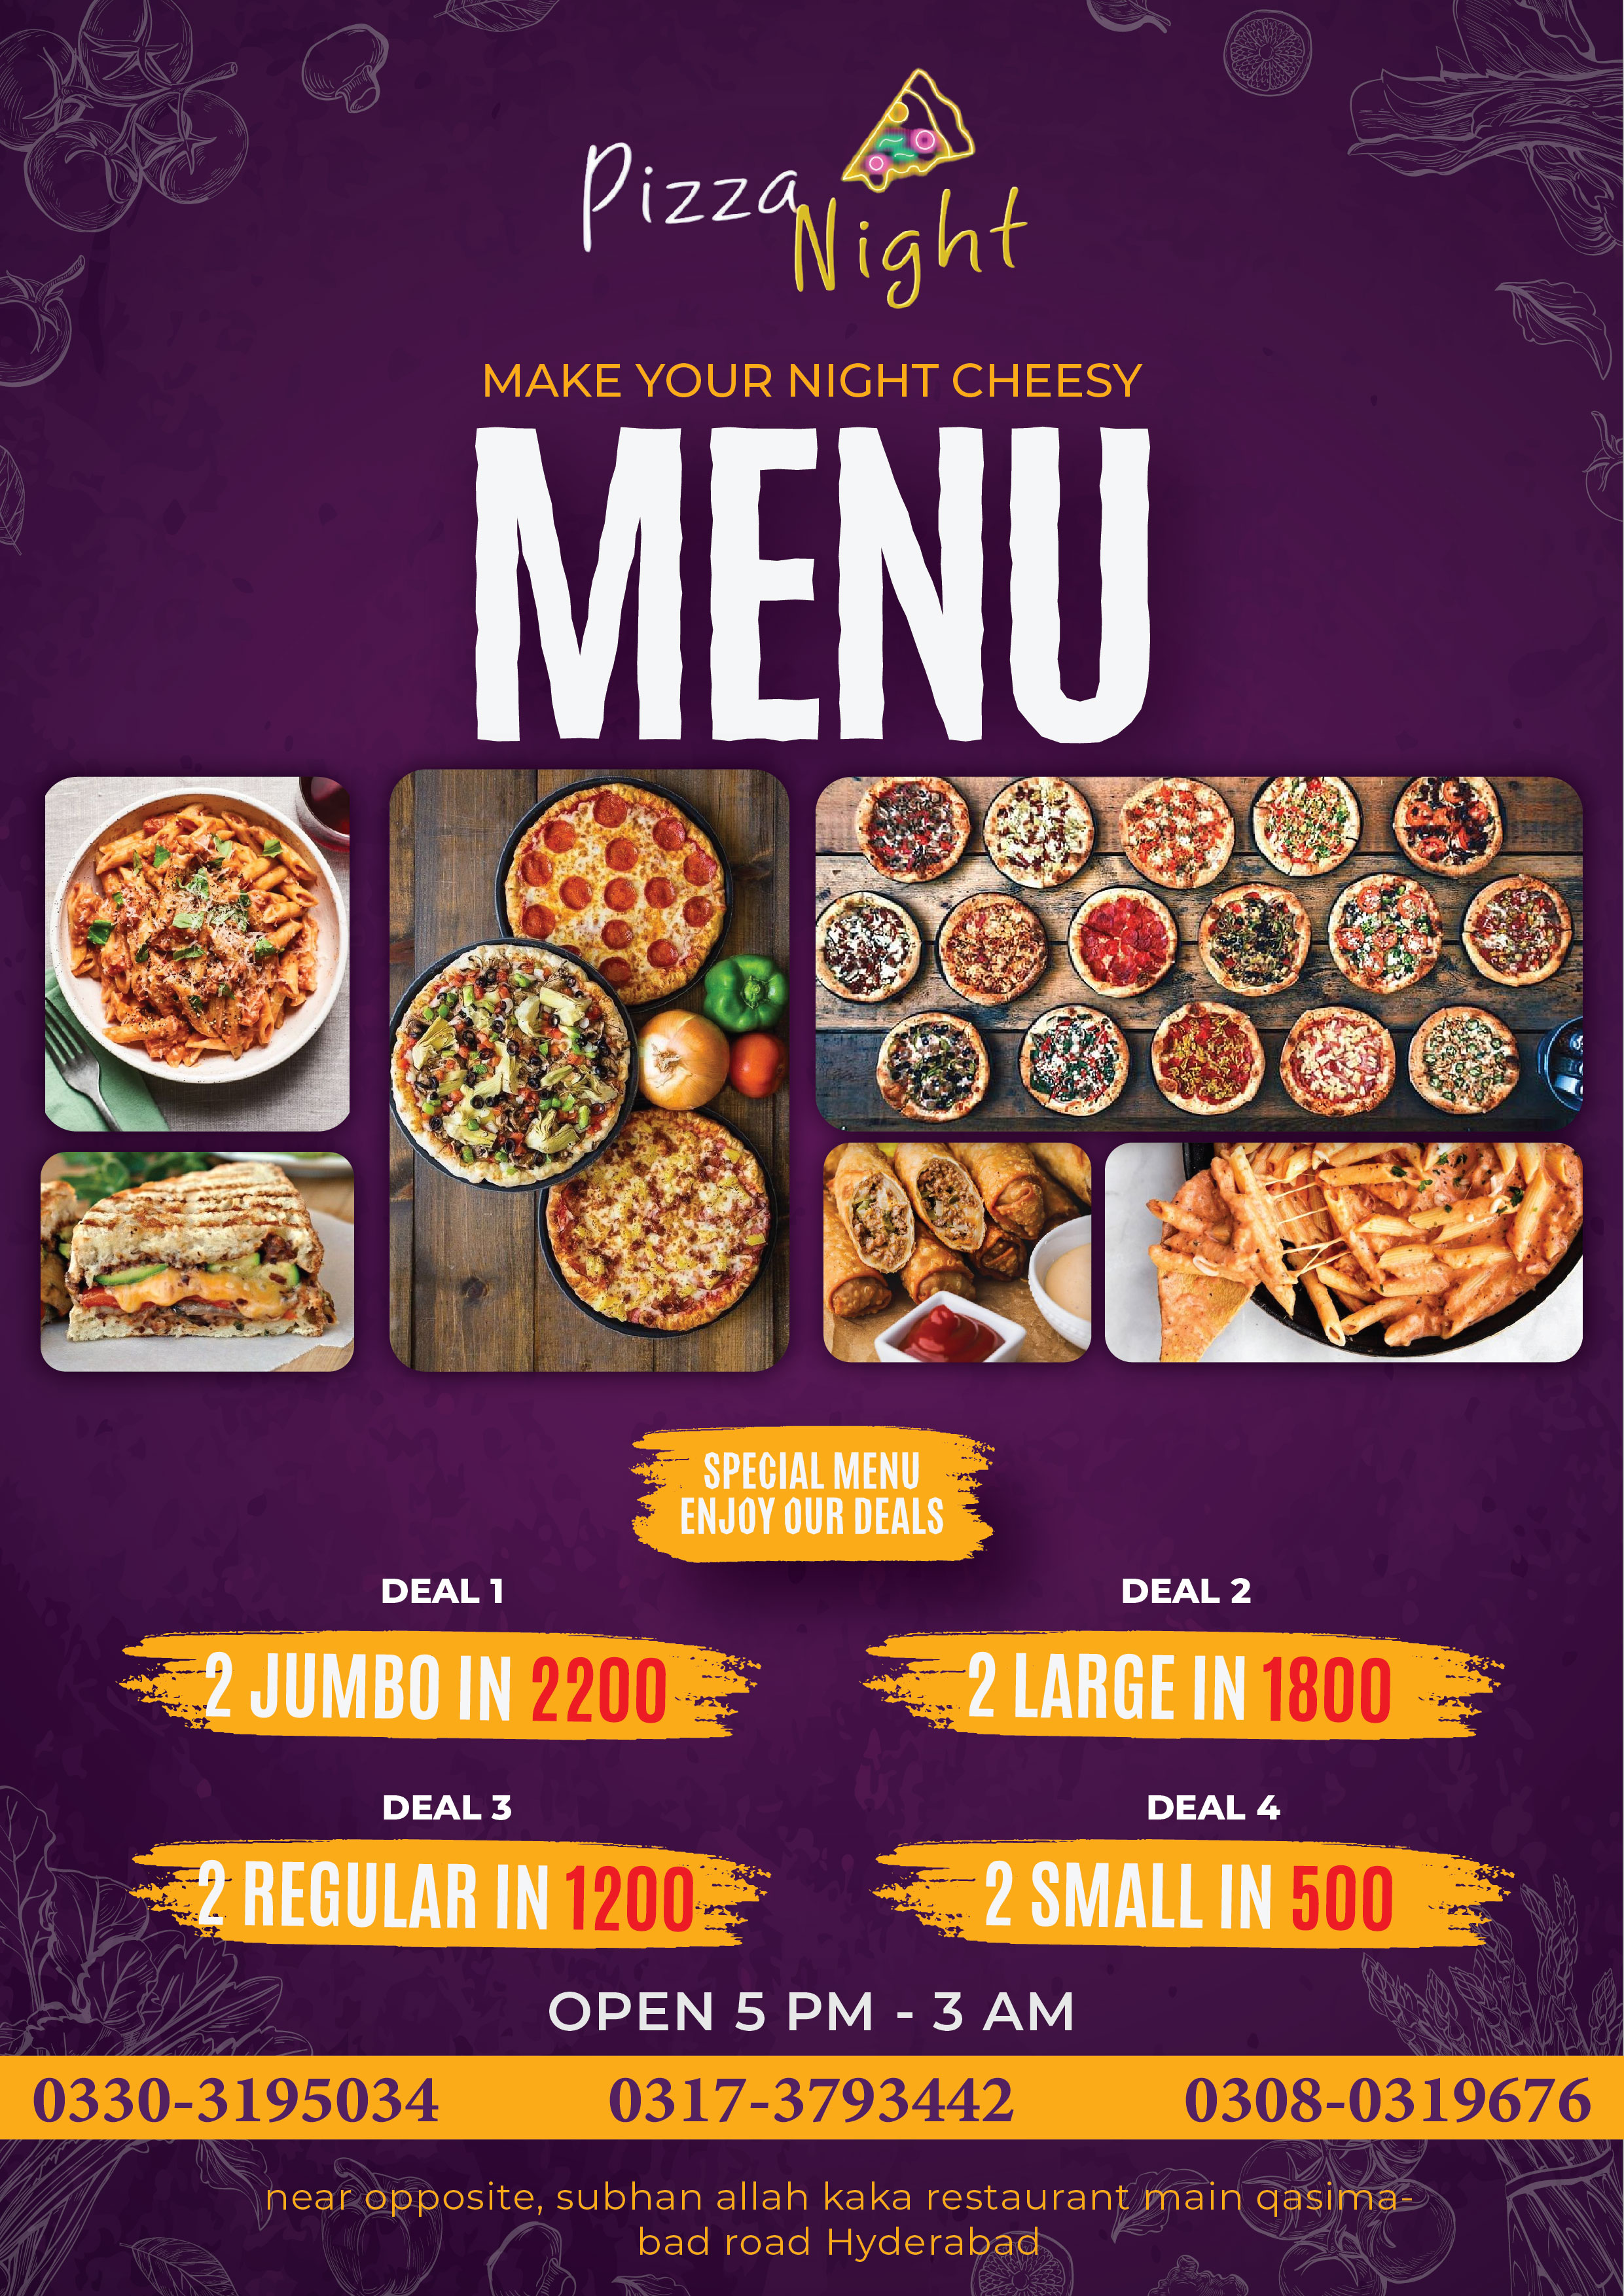 Pizza
Night
MAKE YOUR NIGHT CHEESY
MENU
SPECIAL MENU
ENJOY OUR DEALS
DEAL 1
2 JUMBO IN 2200
DEAL 2
2 LARGE IN 1800
DEAL 3
2 REGULAR IN 1200
DEAL 4
2 SMALL IN 500
OPEN 5 PM - 3 AM
0330-3195034
0317-3793442
0308-0319676
near opposite, subhan allah kaka restaurant main qasima-
bad road Hyderabad